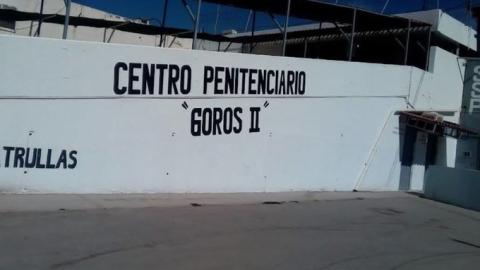 CENTRO PENITENCIARIO
"GOROS II"
TRULLAS